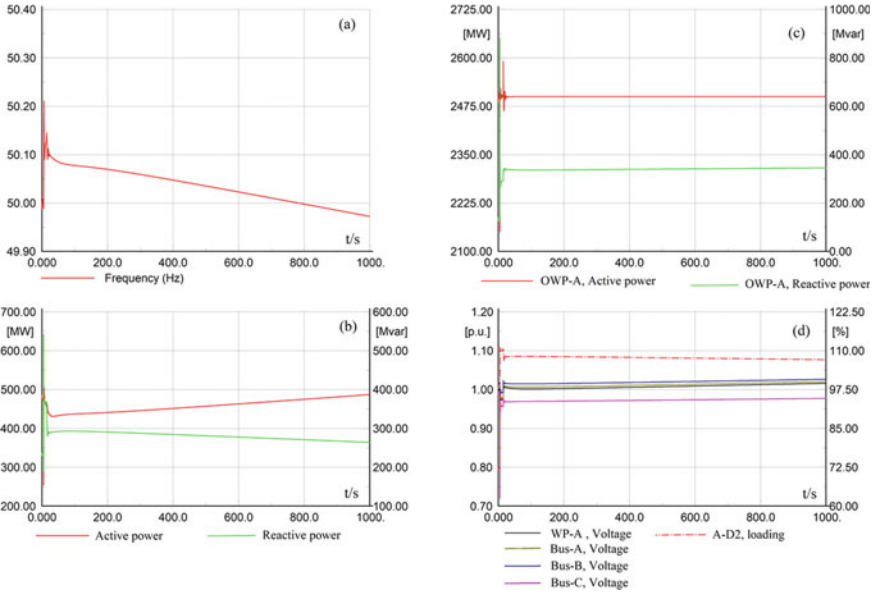 50.40
(a)
50.30
50.20
50.10
50.00
49.90
t/s
0.000 200.0 400.0 600.0 800.0 1000.
Frequency (Hz)
2725.00 1000.00
[MW] (c) [Mvar]
2600.00 800.00
2475.00 600.00
2350.00 400.00
2225.00 200.00
t/s
2100.00 0.00
0.000 200.0 400.0 600.0 800.0 1000.
OWP-A, Active power OWP-A, Reactive power
700.00 600.00
[MW] (b) [Mvar]
600.00 500.00
500.00 400.00
400.00 300.00
300.00 200.00
t/s
200.00 100.00
0.000 200.0 400.0 600.0 800.0 1000.
Active power Reactive power
1.20 122.50
[p.u.] (d) [%]
1.10 110.00
1.00 97.50
0.90 85.00
0.80 72.50
t/s
0.70 60.00
0.000 200.0 400.0 600.0 800.0 1000.
WP-A , Voltage A-D2, loading
Bus-A, Voltage
Bus-B, Voltage
Bus-C, Voltage